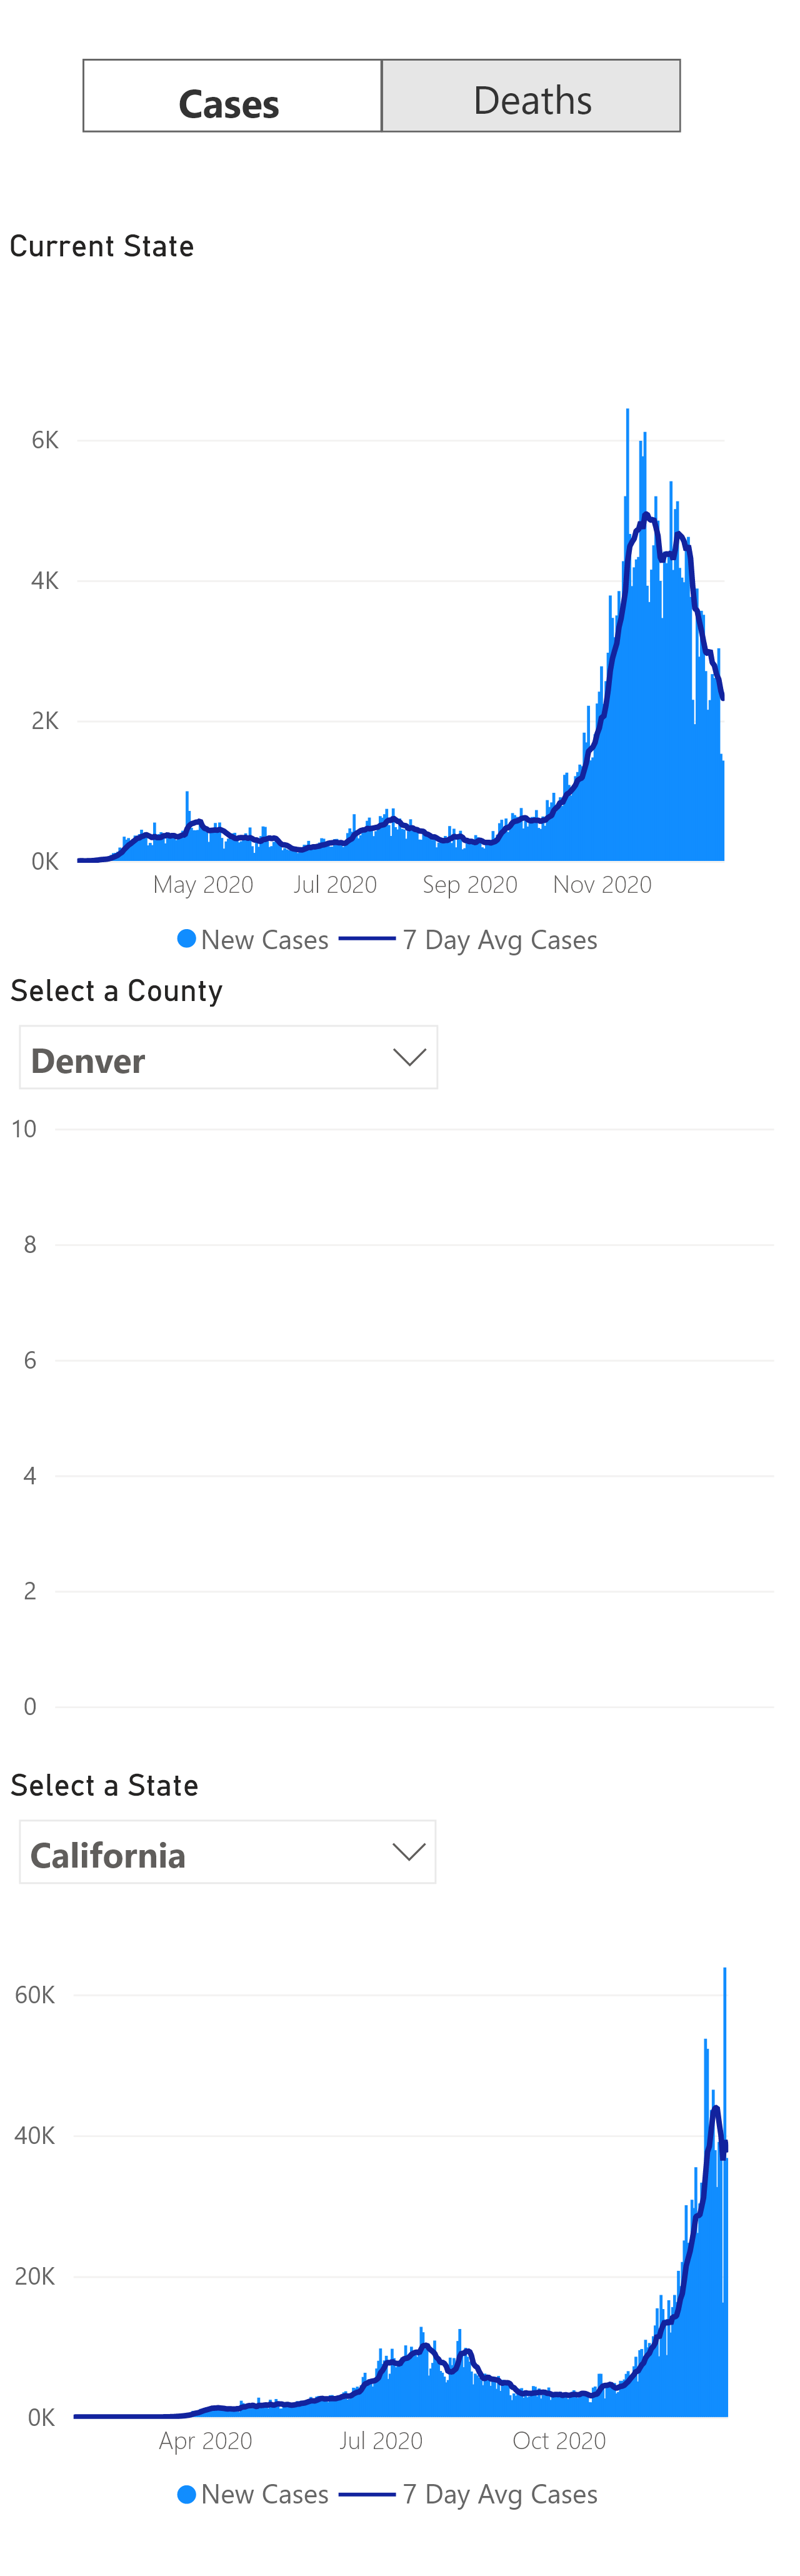 Cases Deaths
Current State
6K
4K
2K
0K
May 2020 Jul 2020 Sep 2020 Nov 2020
New Cases 7 Day Avg Cases
Select a County
Denver
10
8
6
4
2
0
Select a State
California
60K
40K
20K
0K
Apr 2020 Jul 2020 Oct 2020
New Cases 7 Day Avg Cases